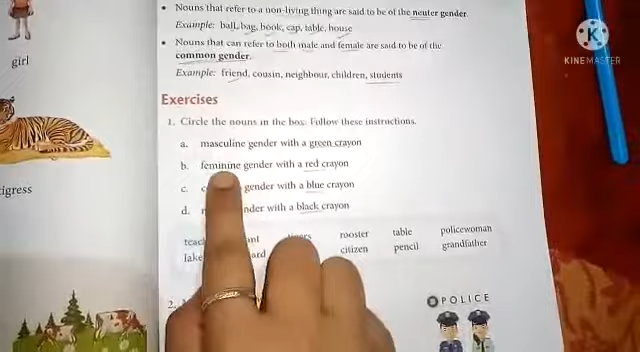 • Nouns that refer to a non-living thing are said to be of the neuter gender.
Example: ball, bag, book, cap, table, house
• Nouns that can refer to both male and female are said to be of the
common gender.
Example: friend, cousin, neighbour, children, students
girl
Exercises
1. Circle the nouns in the box. Follow these instructions.
a. masculine gender with a green crayon
b. feminine gender with a red crayon
c. gender with a blue crayon
d. with a black crayon
igress
rooster table policewoman
lake citizen pencil grandfather
2.
POLICE
K
KINEMASTER